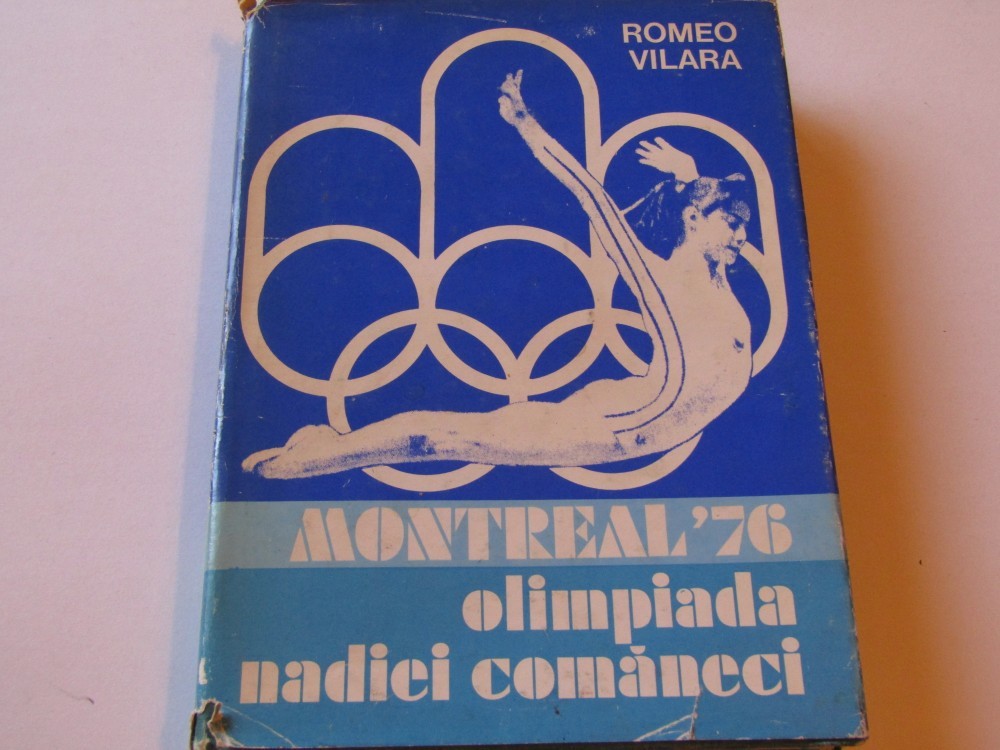 ROMEO
VILARA
MONTREAL'76
olimpiada
nadiei comăneci